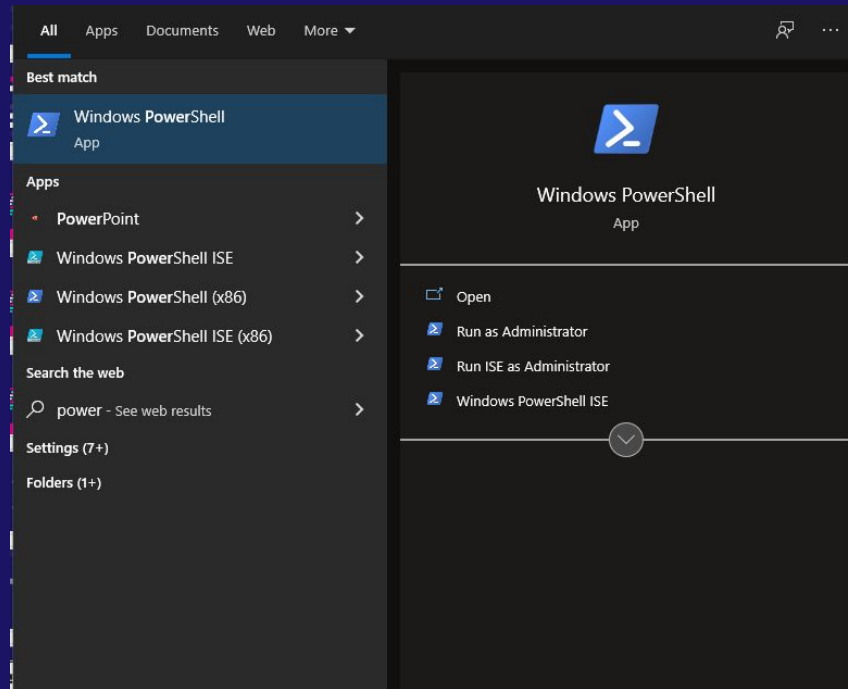 All Apps Documents Web More
Best match
Windows PowerShell
App
Apps
PowerPoint
Windows PowerShell ISE
Windows PowerShell (x86)
Windows PowerShell ISE (x86)
Search the web
power - See web results
Settings (7+)
Folders (1+)
Windows PowerShell
App
Open
Run as Administrator
Run ISE as Administrator
Windows PowerShell ISE